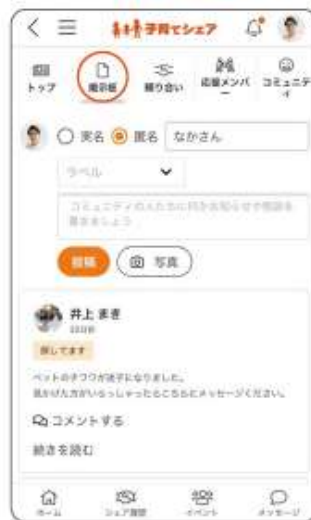 子育てシェア
トップ
掲示板
頼り合い
応援メンバー
コミュニティ
実名 匿名 なかさん
ラベル
コミュニティの人たちに何かお知らせや相談を
書きましょう
投稿 写真
井上 まき
探してます
ペットのチワワが迷子になりました。
見かけた方がいらっしゃったらこちらにメッセージください。
コメントする
続きを読む
ホーム
シェア履歴
イベント
メッセージ